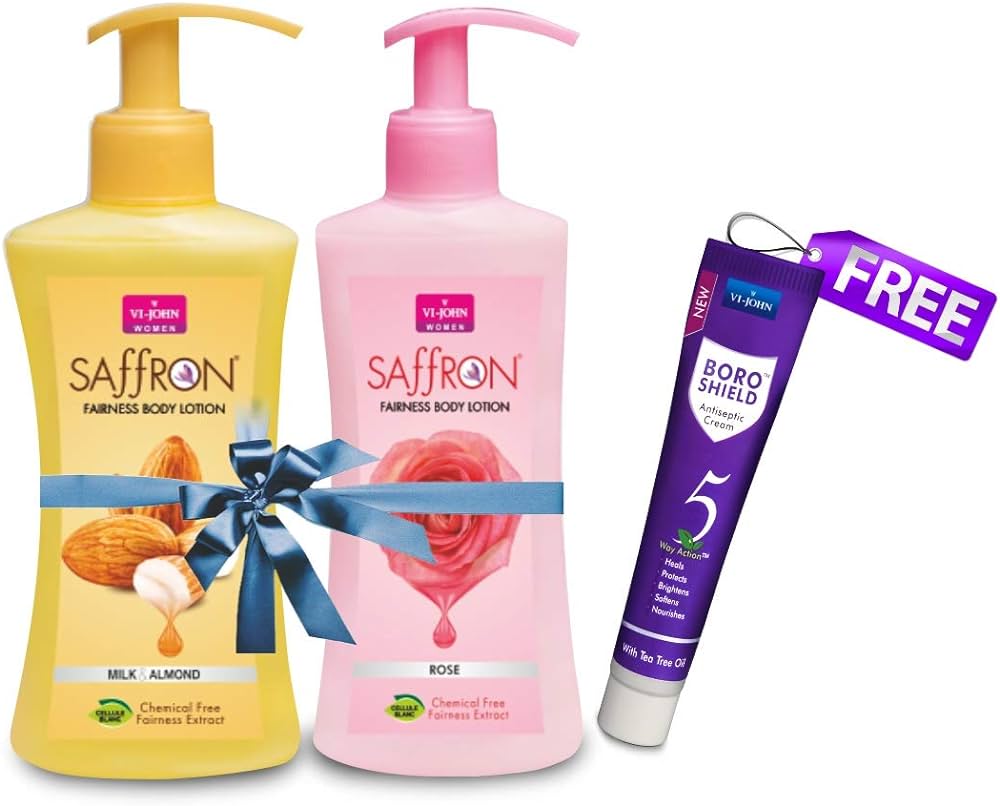 VI-JOHN
WOMEN
SAffRON®
FAIRNESS BODY LOTION
MILK & ALMOND
CELLULE
BLANC
Chemical Free
Fairness Extract
VI-JOHN
WOMEN
SAffRON®
FAIRNESS BODY LOTION
ROSE
CELLULE
BLANC
Chemical Free
Fairness Extract
FREE
NEW
VI-JOHN
BORO™
SHIELD
Antiseptic
Cream
5
Way Action™
· Heals
· Protects
· Brightens
· Softens
· Nourishes
With Tea Tree Oil